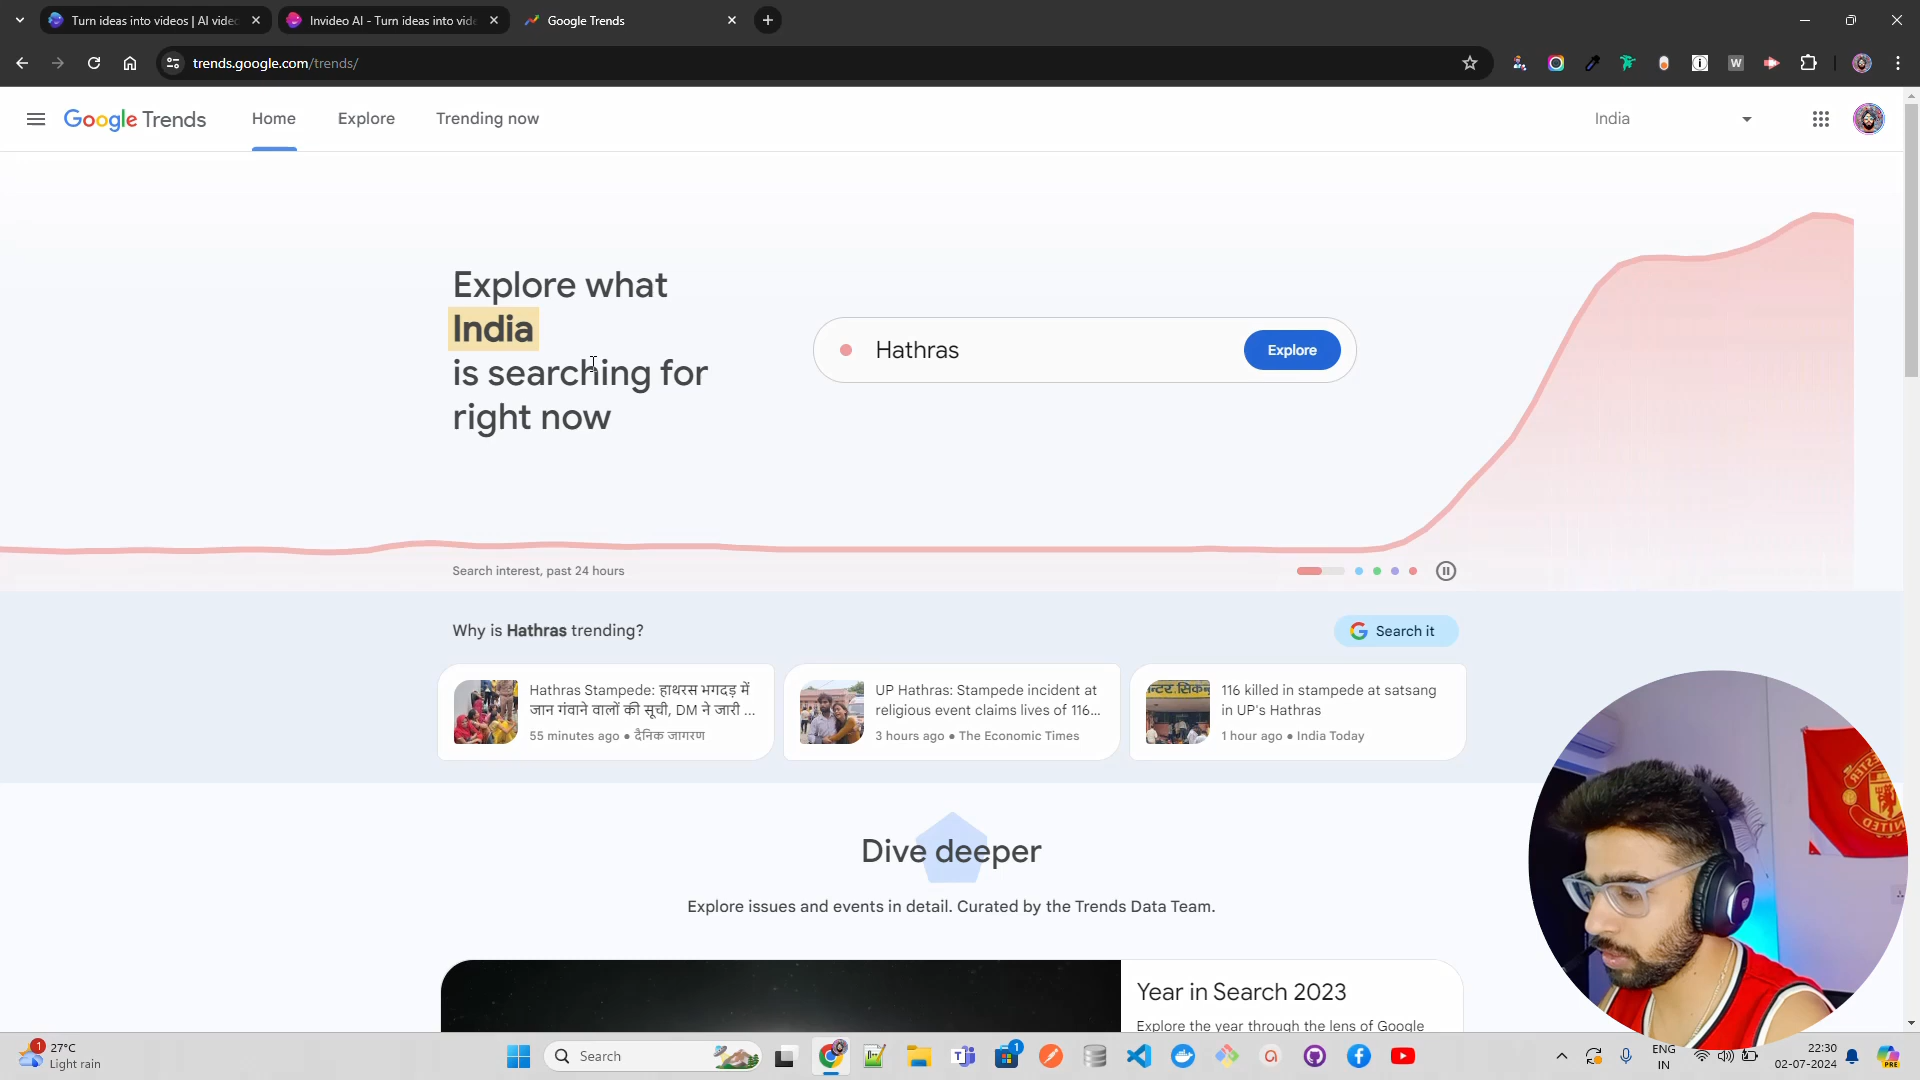 Turn ideas into videos | AI video
Invideo AI - Turn ideas into vide
Google Trends
trends.google.com/trends/
Google Trends
Home
Explore
Trending now
India
Explore what
India
is searching for
right now
Hathras
Explore
Search interest, past 24 hours
Why is Hathras trending?
Search it
Hathras Stampede: हाथरस भगदड़ में
जान गंवाने वालों की सूची, DM ने जारी ...
55 minutes ago • दैनिक जागरण
UP Hathras: Stampede incident at
religious event claims lives of 116...
3 hours ago • The Economic Times
116 killed in stampede at satsang
in UP's Hathras
1 hour ago • India Today
Dive deeper
Explore issues and events in detail. Curated by the Trends Data Team.
Year in Search 2023
Explore the year through the lens of Google
1
27°C
Light rain
Search
1
ENG
IN
22:30
02-07-2024
PRE